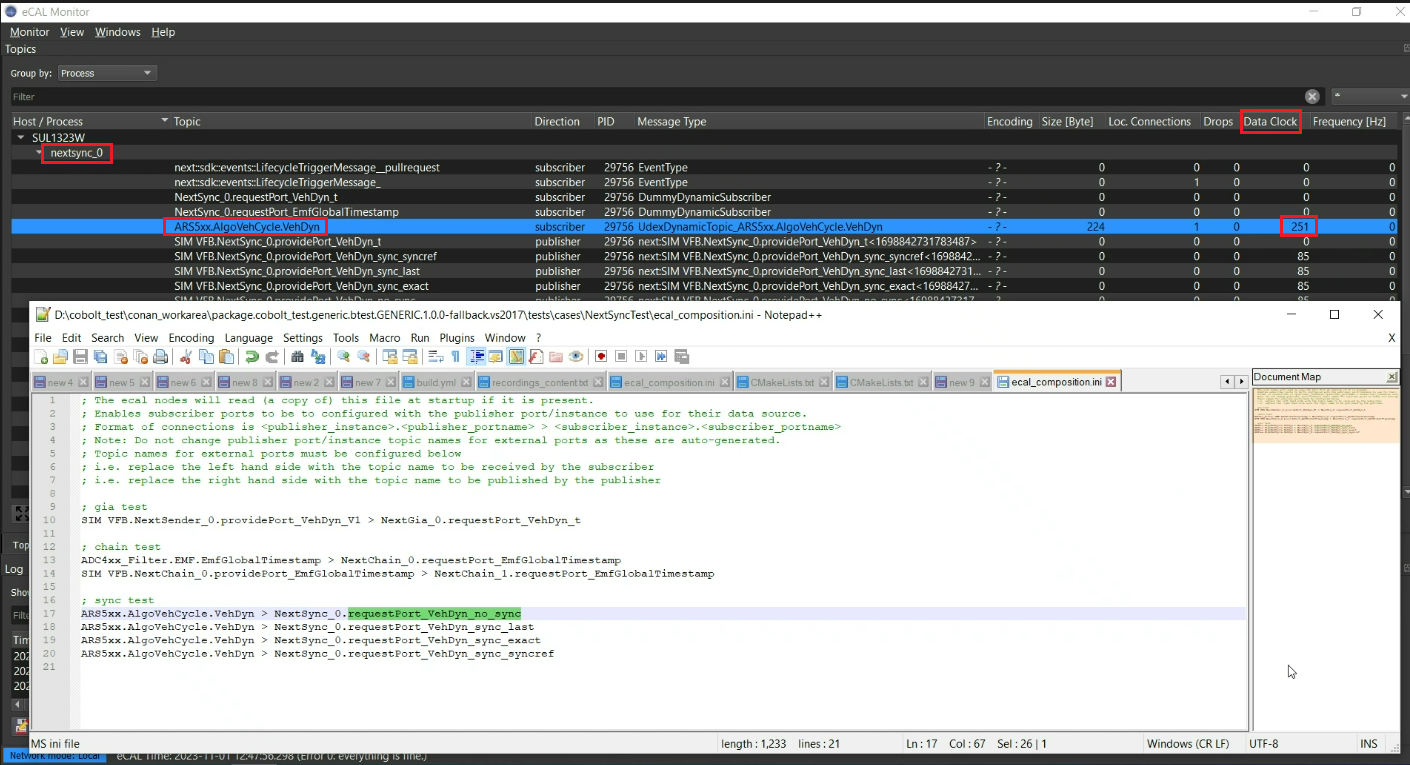 eCAL Monitor
Monitor View Windows Help
Topics
Group by: Process
Filter *
Host / Process Topic Direction PID Message Type Encoding Size [Byte] Loc. Connections Drops Data Clock Frequency [Hz]
SUL1323W
nextsync_0
next::sdk::events::LifecycleTriggerMessage__pullrequest subscriber 29756 EventType - ? - 0 0 0 0 0
next::sdk::events::LifecycleTriggerMessage_ subscriber 29756 EventType - ? - 0 1 0 0 0
NextSync_0.requestPort_VehDyn_t subscriber 29756 DummyDynamicSubscriber - ? - 0 0 0 0 0
NextSync_0.requestPort_EmfGlobalTimestamp subscriber 29756 DummyDynamicSubscriber - ? - 0 0 0 0 0
ARS5xx.AlgoVehCycle.VehDyn subscriber 29756 UdexDynamicTopic_ARS5xx.AlgoVehCycle.VehDyn - ? - 224 1 0 251 0
SIM VFB.NextSync_0.providePort_VehDyn_t publisher 29756 next:SIM VFB.NextSync_0.providePort_VehDyn_t<1698842731783487> - ? - 0 0 0 0 0
SIM VFB.NextSync_0.providePort_VehDyn_sync_syncref publisher 29756 next:SIM VFB.NextSync_0.providePort_VehDyn_sync_syncref<1698842... - ? - 0 0 0 85 0
SIM VFB.NextSync_0.providePort_VehDyn_sync_last publisher 29756 next:SIM VFB.NextSync_0.providePort_VehDyn_sync_last<1698842731... - ? - 0 0 0 85 0
SIM VFB.NextSync_0.providePort_VehDyn_sync_exact publisher 29756 next:SIM VFB.NextSync_0.providePort_VehDyn_sync_exact<16988427... - ? - 0 0 0 85 0
SIM VFB.NextSync_0.providePort_VehDyn_no_sync publisher 29756 next:SIM VFB.NextSync_0.providePort_VehDyn_no_sync<16988427317... - ? - 0 0 0 85 0
D:\cobolt_test\conan_workarea\package.cobolt_test.generic.btest.GENERIC.1.0.0-fallback.vs2017\tests\cases\NextSyncTest\ecal_composition.ini - Notepad++
File Edit Search View Encoding Language Settings Tools Macro Run Plugins Window ? X
new 4 new 5 new 6 new 8 new 2 new 7 build.yml recordings_content.txt ecal_composition.ini CMakeLists.txt CMakeLists.txt new 9 ecal_composition.ini Document Map
1 ; The ecal nodes will read (a copy of) this file at startup if it is present.
2 ; Enables subscriber ports to be to configured with the publisher port/instance to use for their data source.
3 ; Format of connections is <publisher_instance>.<publisher_portname> > <subscriber_instance>.<subscriber_portname>
4 ; Note: Do not change publisher port/instance topic names for external ports as these are auto-generated.
5 ; Topic names for external ports must be configured below
6 ; i.e. replace the left hand side with the topic name to be received by the subscriber
7 ; i.e. replace the right hand side with the topic name to be published by the publisher
8
9 ; gia test
10 SIM VFB.NextSender_0.providePort_VehDyn_V1 > NextGia_0.requestPort_VehDyn_t
11
12 ; chain test
13 ADC4xx_Filter.EMF.EmfGlobalTimestamp > NextChain_0.requestPort_EmfGlobalTimestamp
14 SIM VFB.NextChain_0.providePort_EmfGlobalTimestamp > NextChain_1.requestPort_EmfGlobalTimestamp
15
16 ; sync test
17 ARS5xx.AlgoVehCycle.VehDyn > NextSync_0.requestPort_VehDyn_no_sync
18 ARS5xx.AlgoVehCycle.VehDyn > NextSync_0.requestPort_VehDyn_sync_last
19 ARS5xx.AlgoVehCycle.VehDyn > NextSync_0.requestPort_VehDyn_sync_exact
20 ARS5xx.AlgoVehCycle.VehDyn > NextSync_0.requestPort_VehDyn_sync_syncref
21
Top
Log
Sho
Filte
Tim
202
202
202
MS ini file length : 1,233 lines : 21 Ln : 17 Col : 67 Sel : 26 | 1 Windows (CR LF) UTF-8 INS
Network mode: Local eCAL Time: 2023-11-01 12:47:56.298 (Error 0: everything is fine.)